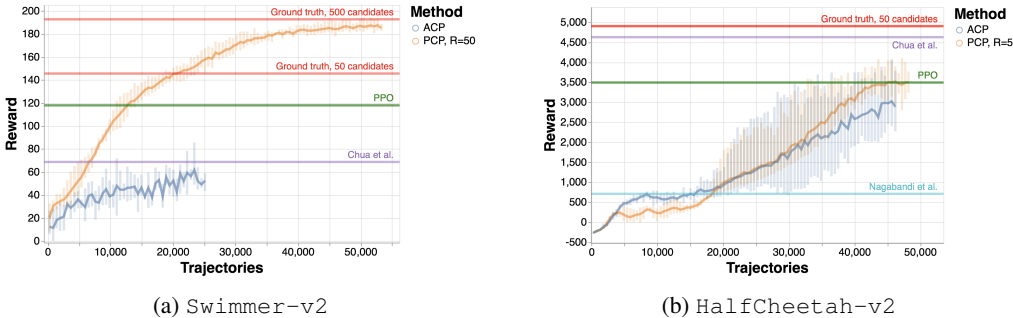 Ground truth, 500 candidates
Ground truth, 50 candidates
PPO
Chua et al.
200
180
160
140
120
100
80
60
40
20
0
Reward
0
10,000
20,000
30,000
40,000
50,000
Trajectories
Method
ACP
PCP, R=50
(a) Swimmer-v2
Ground truth, 50 candidates
Chua et al.
PPO
Nagabandi et al.
5,000
4,500
4,000
3,500
3,000
2,500
2,000
1,500
1,000
500
0
-500
Reward
0
10,000
20,000
30,000
40,000
50,000
Trajectories
Method
ACP
PCP, R=5
(b) HalfCheetah-v2